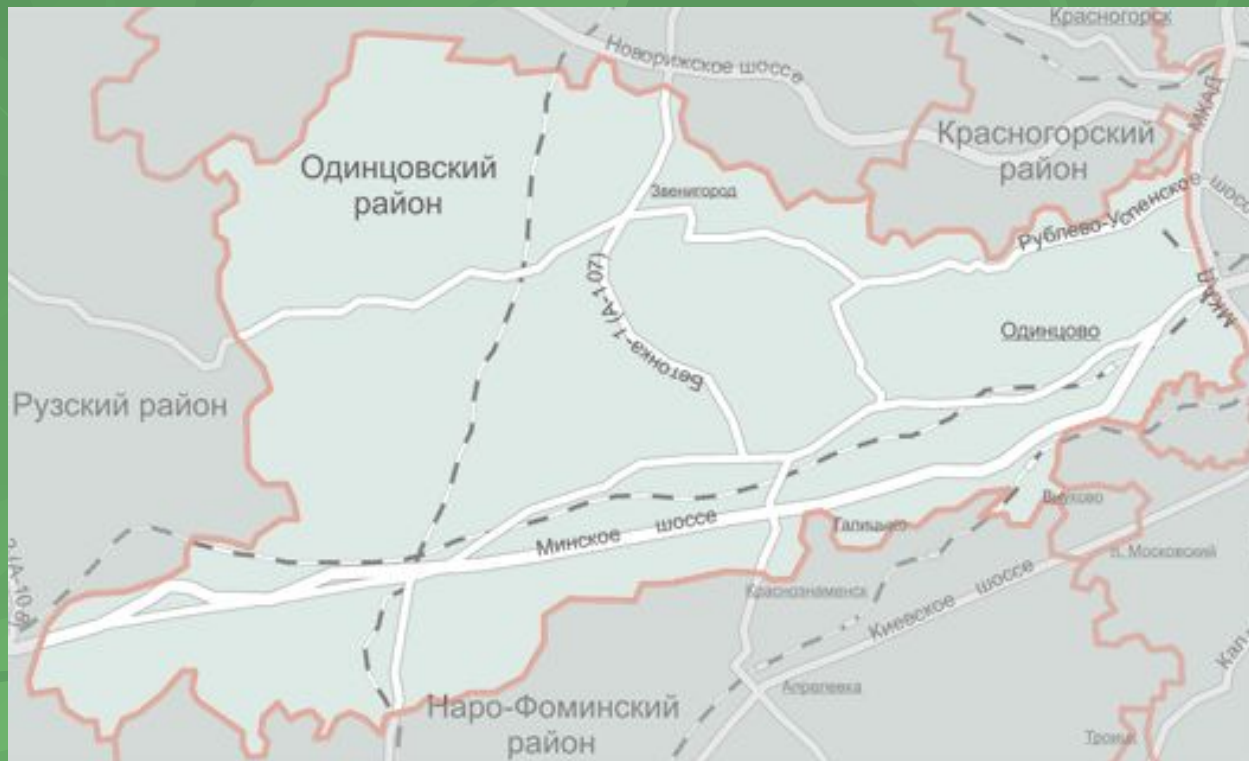 Красногорск
Новорижское шоссе
МКАД
Красногорский
район
Одинцовский
район
Звенигород
Рублево-Успенское шоссе
Бетонка-1 (А-107)
МКАД
Одинцово
Рузский район
Минское шоссе
Галицыно
Внуково
п. Московский
Краснознаменск
Киевское шоссе
Апрелевка
Наро-Фоминский
район
Троицк